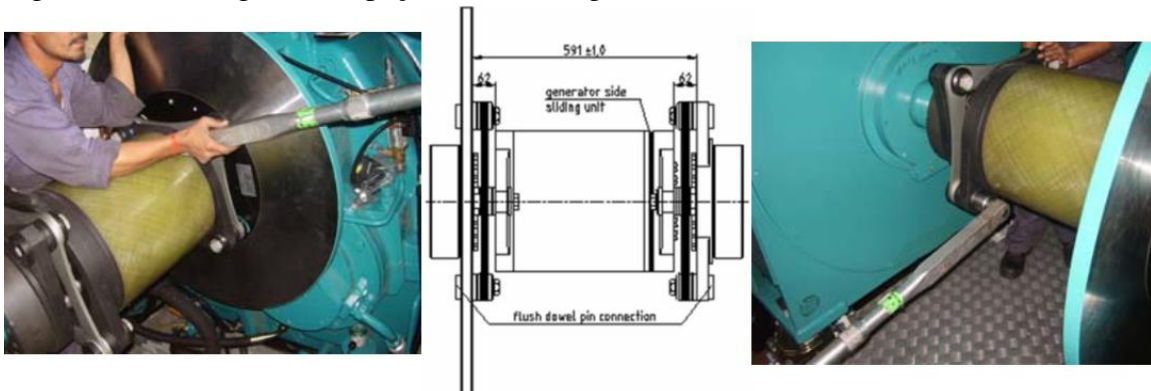 591 ±1,0
62
62
generator side
sliding unit
flush dowel pin connection